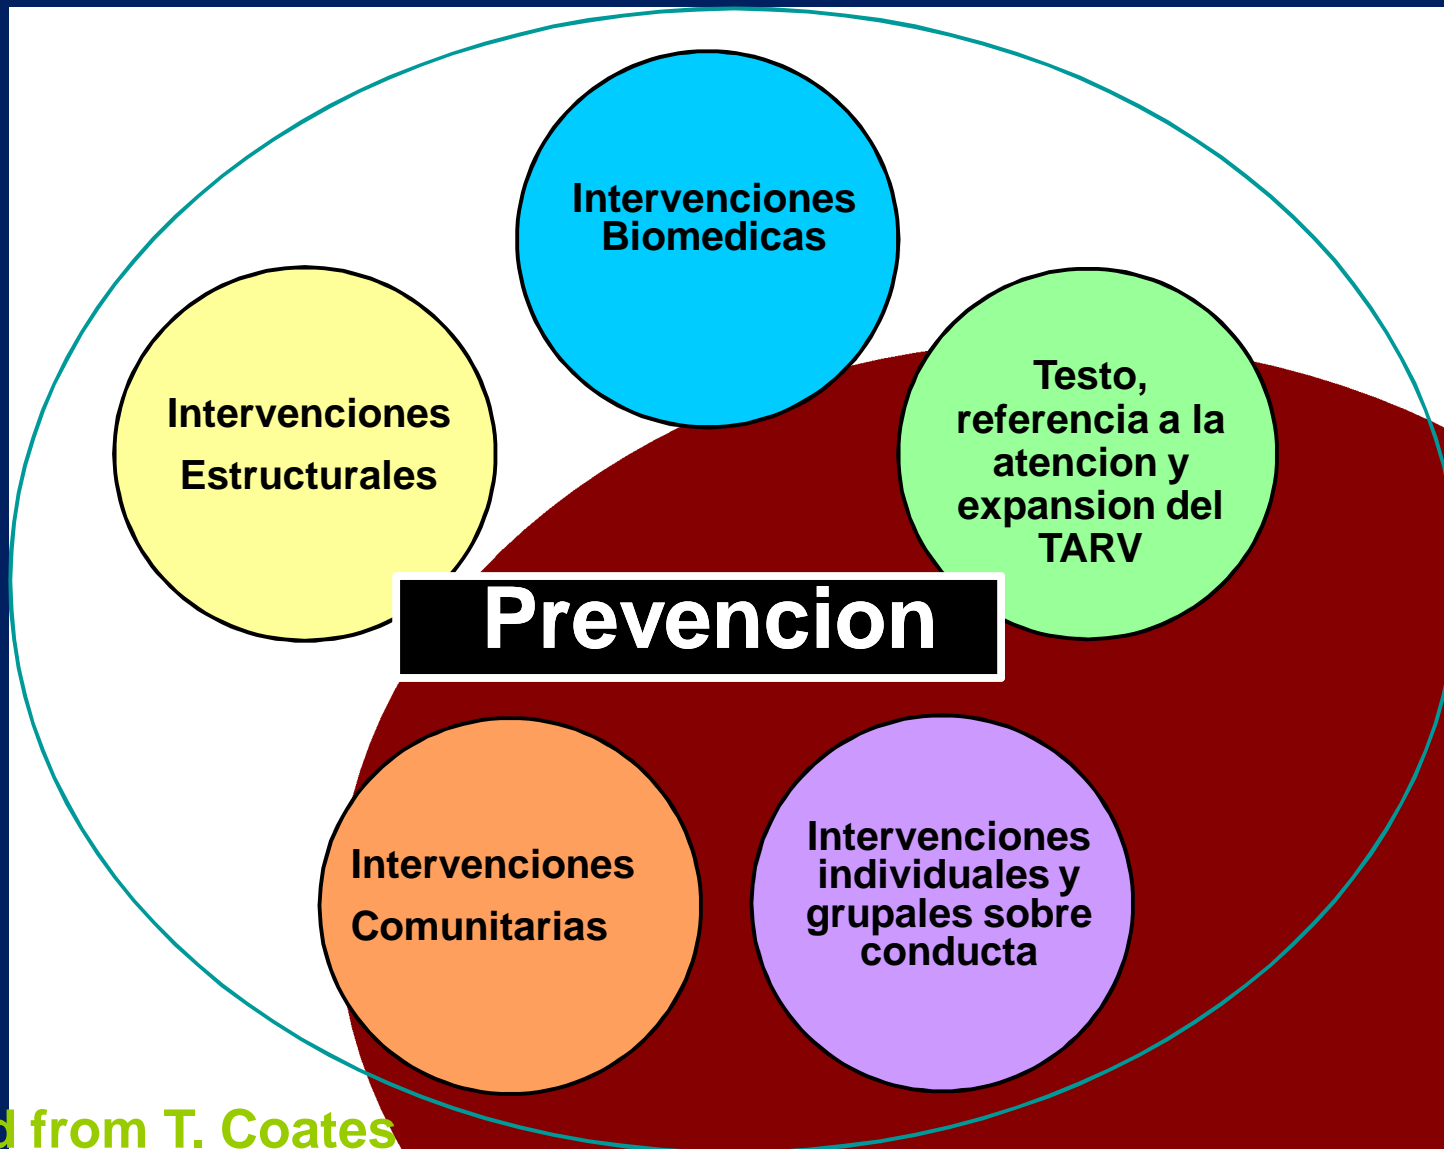 Intervenciones
Biomedicas
Intervenciones
Estructurales
Testo,
referencia a la
atencion y
expansion del
TARV
Prevencion
Intervenciones
Comunitarias
Intervenciones
individuales y
grupales sobre
conducta
from T. Coates